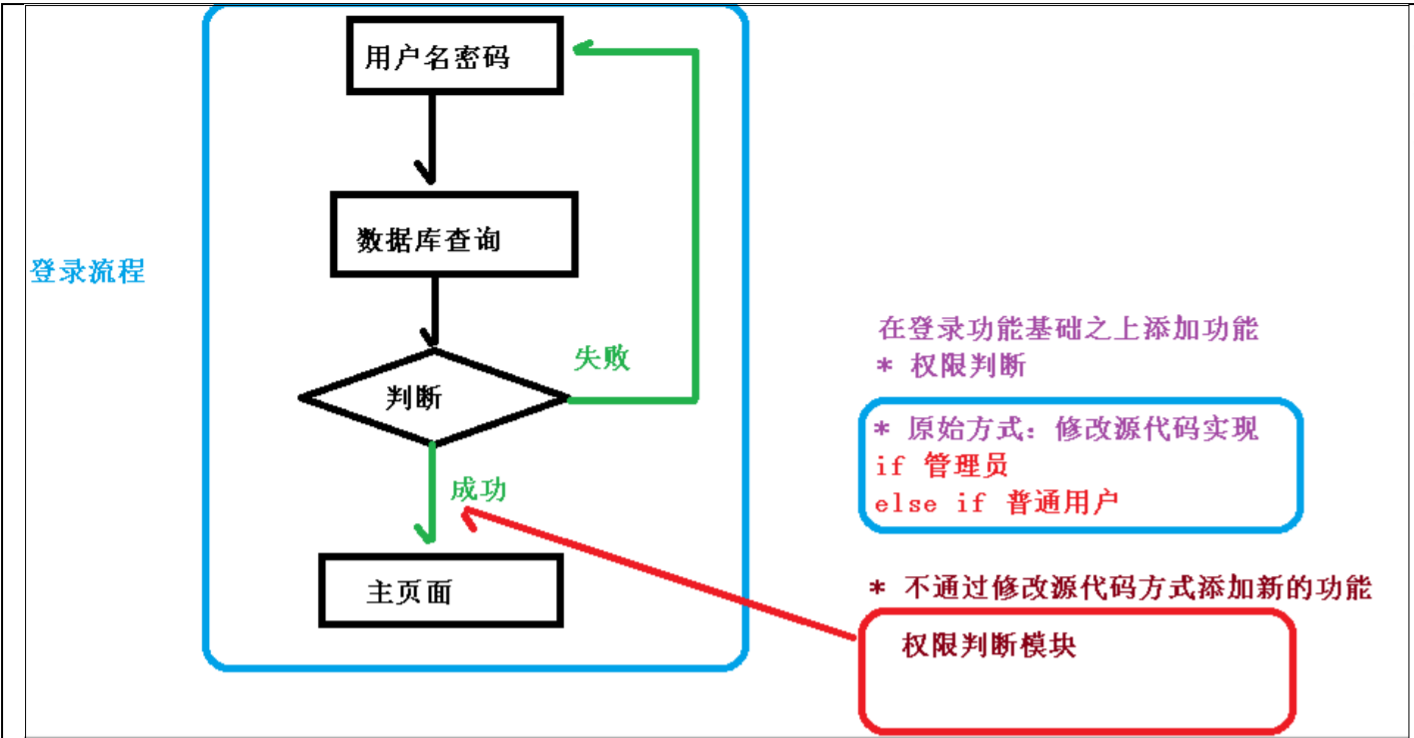 用户名密码
数据库查询
登录流程
判断
失败
成功
主页面
在登录功能基础之上添加功能
* 权限判断
* 原始方式：修改源代码实现
if 管理员
else if 普通用户
* 不通过修改源代码方式添加新的功能
权限判断模块